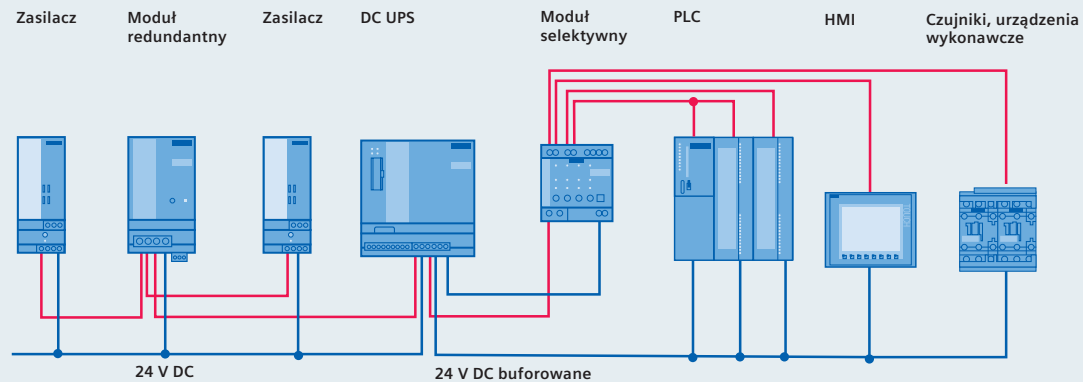 Zasilacz
Moduł
redundantny
Zasilacz
DC UPS
Moduł
selektywny
PLC
HMI
Czujniki, urządzenia
wykonawcze
24 V DC
24 V DC buforowane